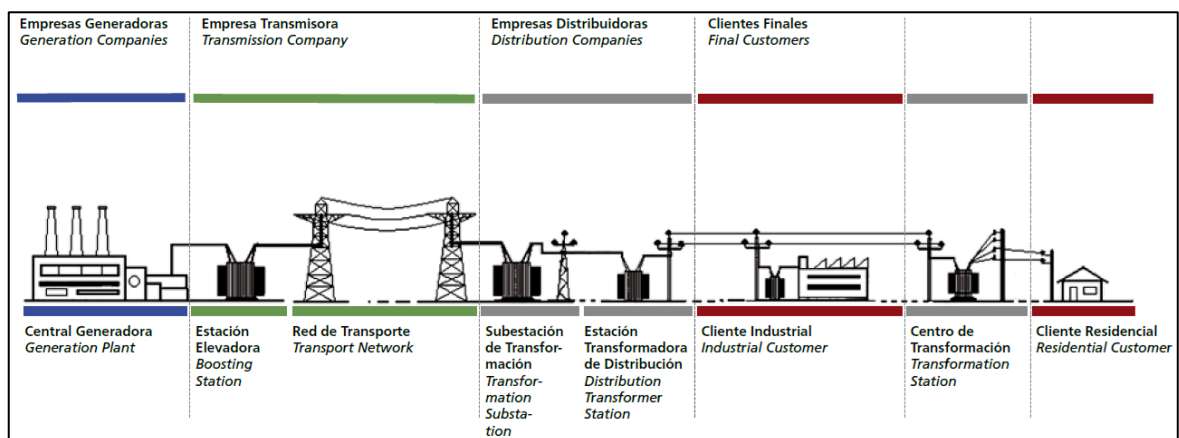 Empresas Generadoras
Generation Companies
Empresa Transmisora
Transmission Company
Empresas Distribuidoras
Distribution Companies
Clientes Finales
Final Customers
Central Generadora
Generation Plant
Estación
Elevadora
Boosting
Station
Red de Transporte
Transport Network
Subestación
de Transfor-
mación
Transfor-
mation
Substa-
tion
Estación
Transformadora
de Distribución
Distribution
Transformer
Station
Cliente Industrial
Industrial Customer
Centro de
Transformación
Transformation
Station
Cliente Residencial
Residential Customer